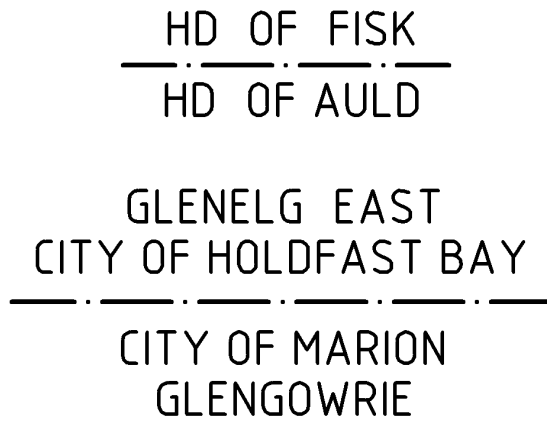 HD OF FISK
HD OF AULD
GLENELG EAST
CITY OF HOLDFAST BAY
CITY OF MARION
GLENGOWRIE